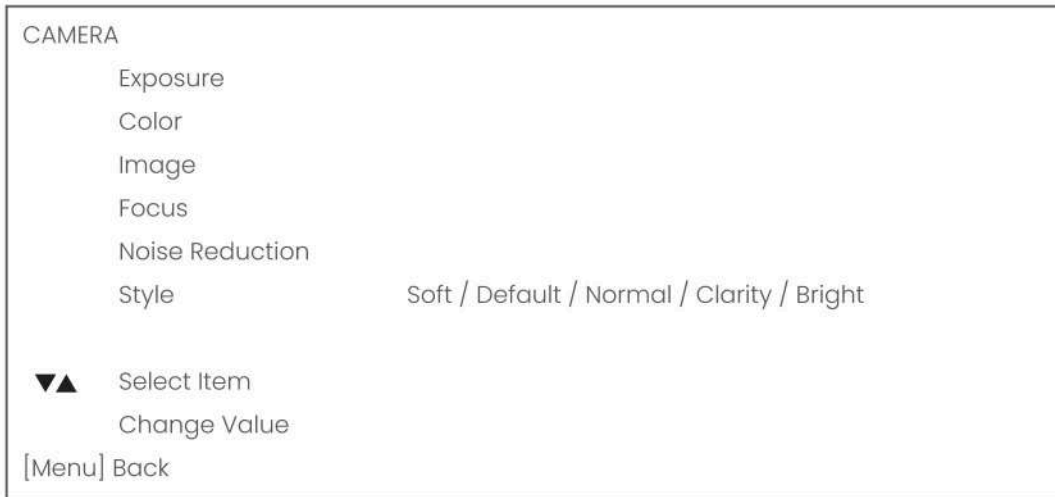 CAMERA
Exposure
Color
Image
Focus
Noise Reduction
Style Soft / Default / Normal / Clarity / Bright
▼▲ Select Item
Change Value
[Menu] Back